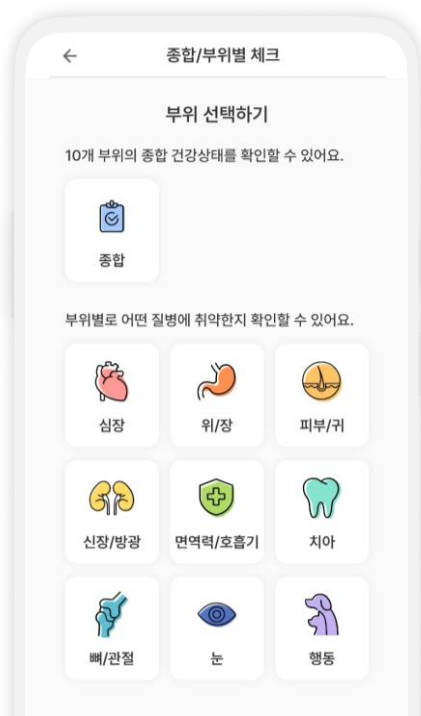 종합/부위별 체크
부위 선택하기
10개 부위의 종합 건강상태를 확인할 수 있어요.
종합
부위별로 어떤 질병에 취약한지 확인할 수 있어요.
심장
위/장
피부/귀
신장/방광
면역력/호흡기
치아
뼈/관절
눈
행동